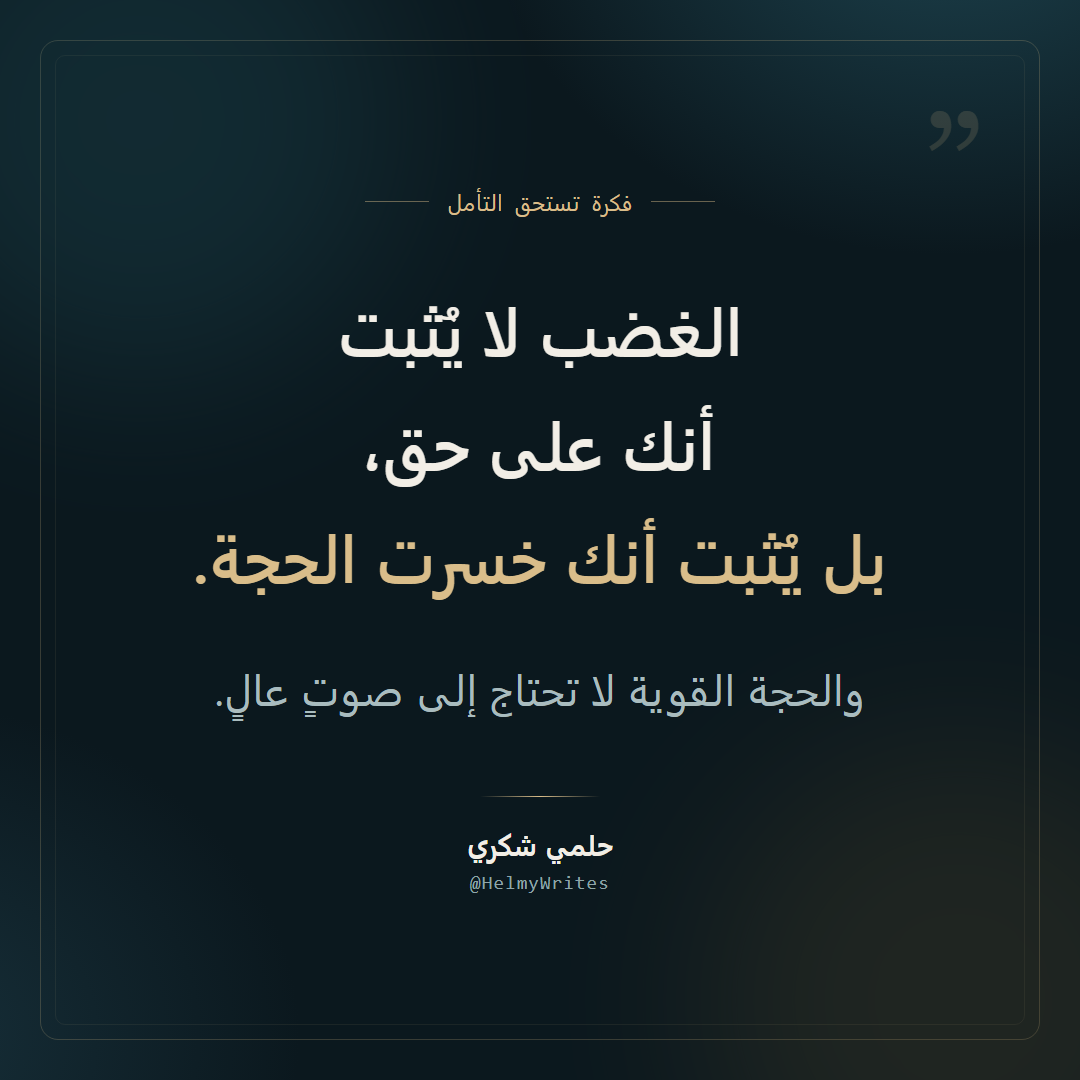 ”
فكرة تستحق التأمل
الغضب لا يُثبت
أنك على حق،
بل يُثبت أنك خسرت الحجة.
والحجة القوية لا تحتاج إلى صوتٍ عالٍ.
حلمي شكري
@HelmyWrites